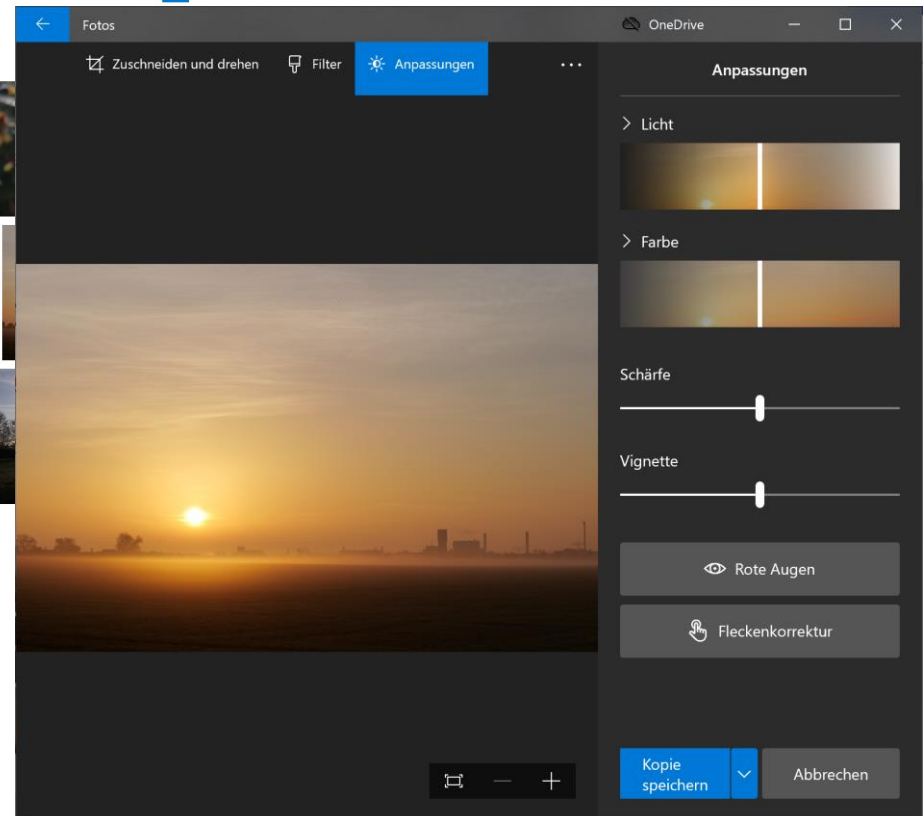 Fotos
OneDrive
Zuschneiden und drehen
Filter
Anpassungen
Anpassungen
Licht
Farbe
Schärfe
Vignette
Rote Augen
Fleckenkorrektur
Kopie
speichern
Abbrechen